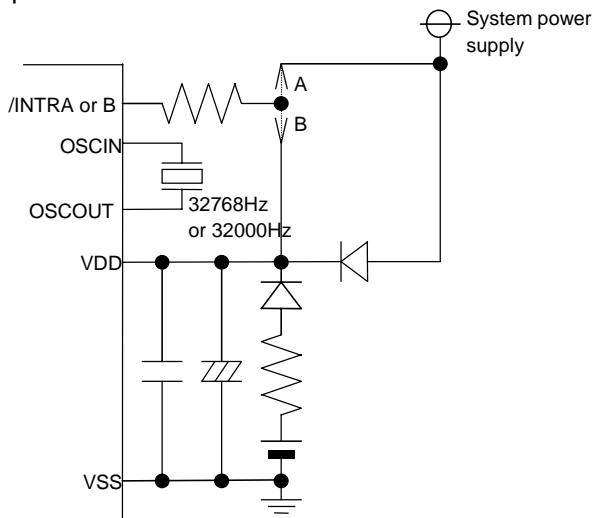 System power
supply
A
/INTRA or B
B
OSCIN
OSCOUT
32768Hz
or 32000Hz
VDD
VSS